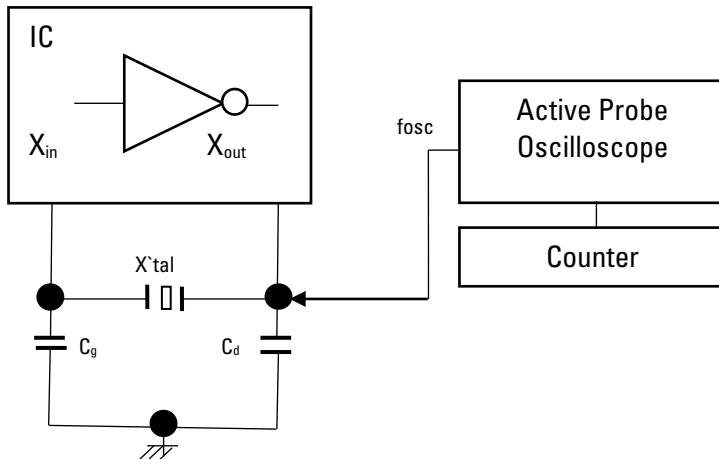 IC
Xin
Xout
fosc
Active Probe
Oscilloscope
Counter
X`tal
Cg
Cd